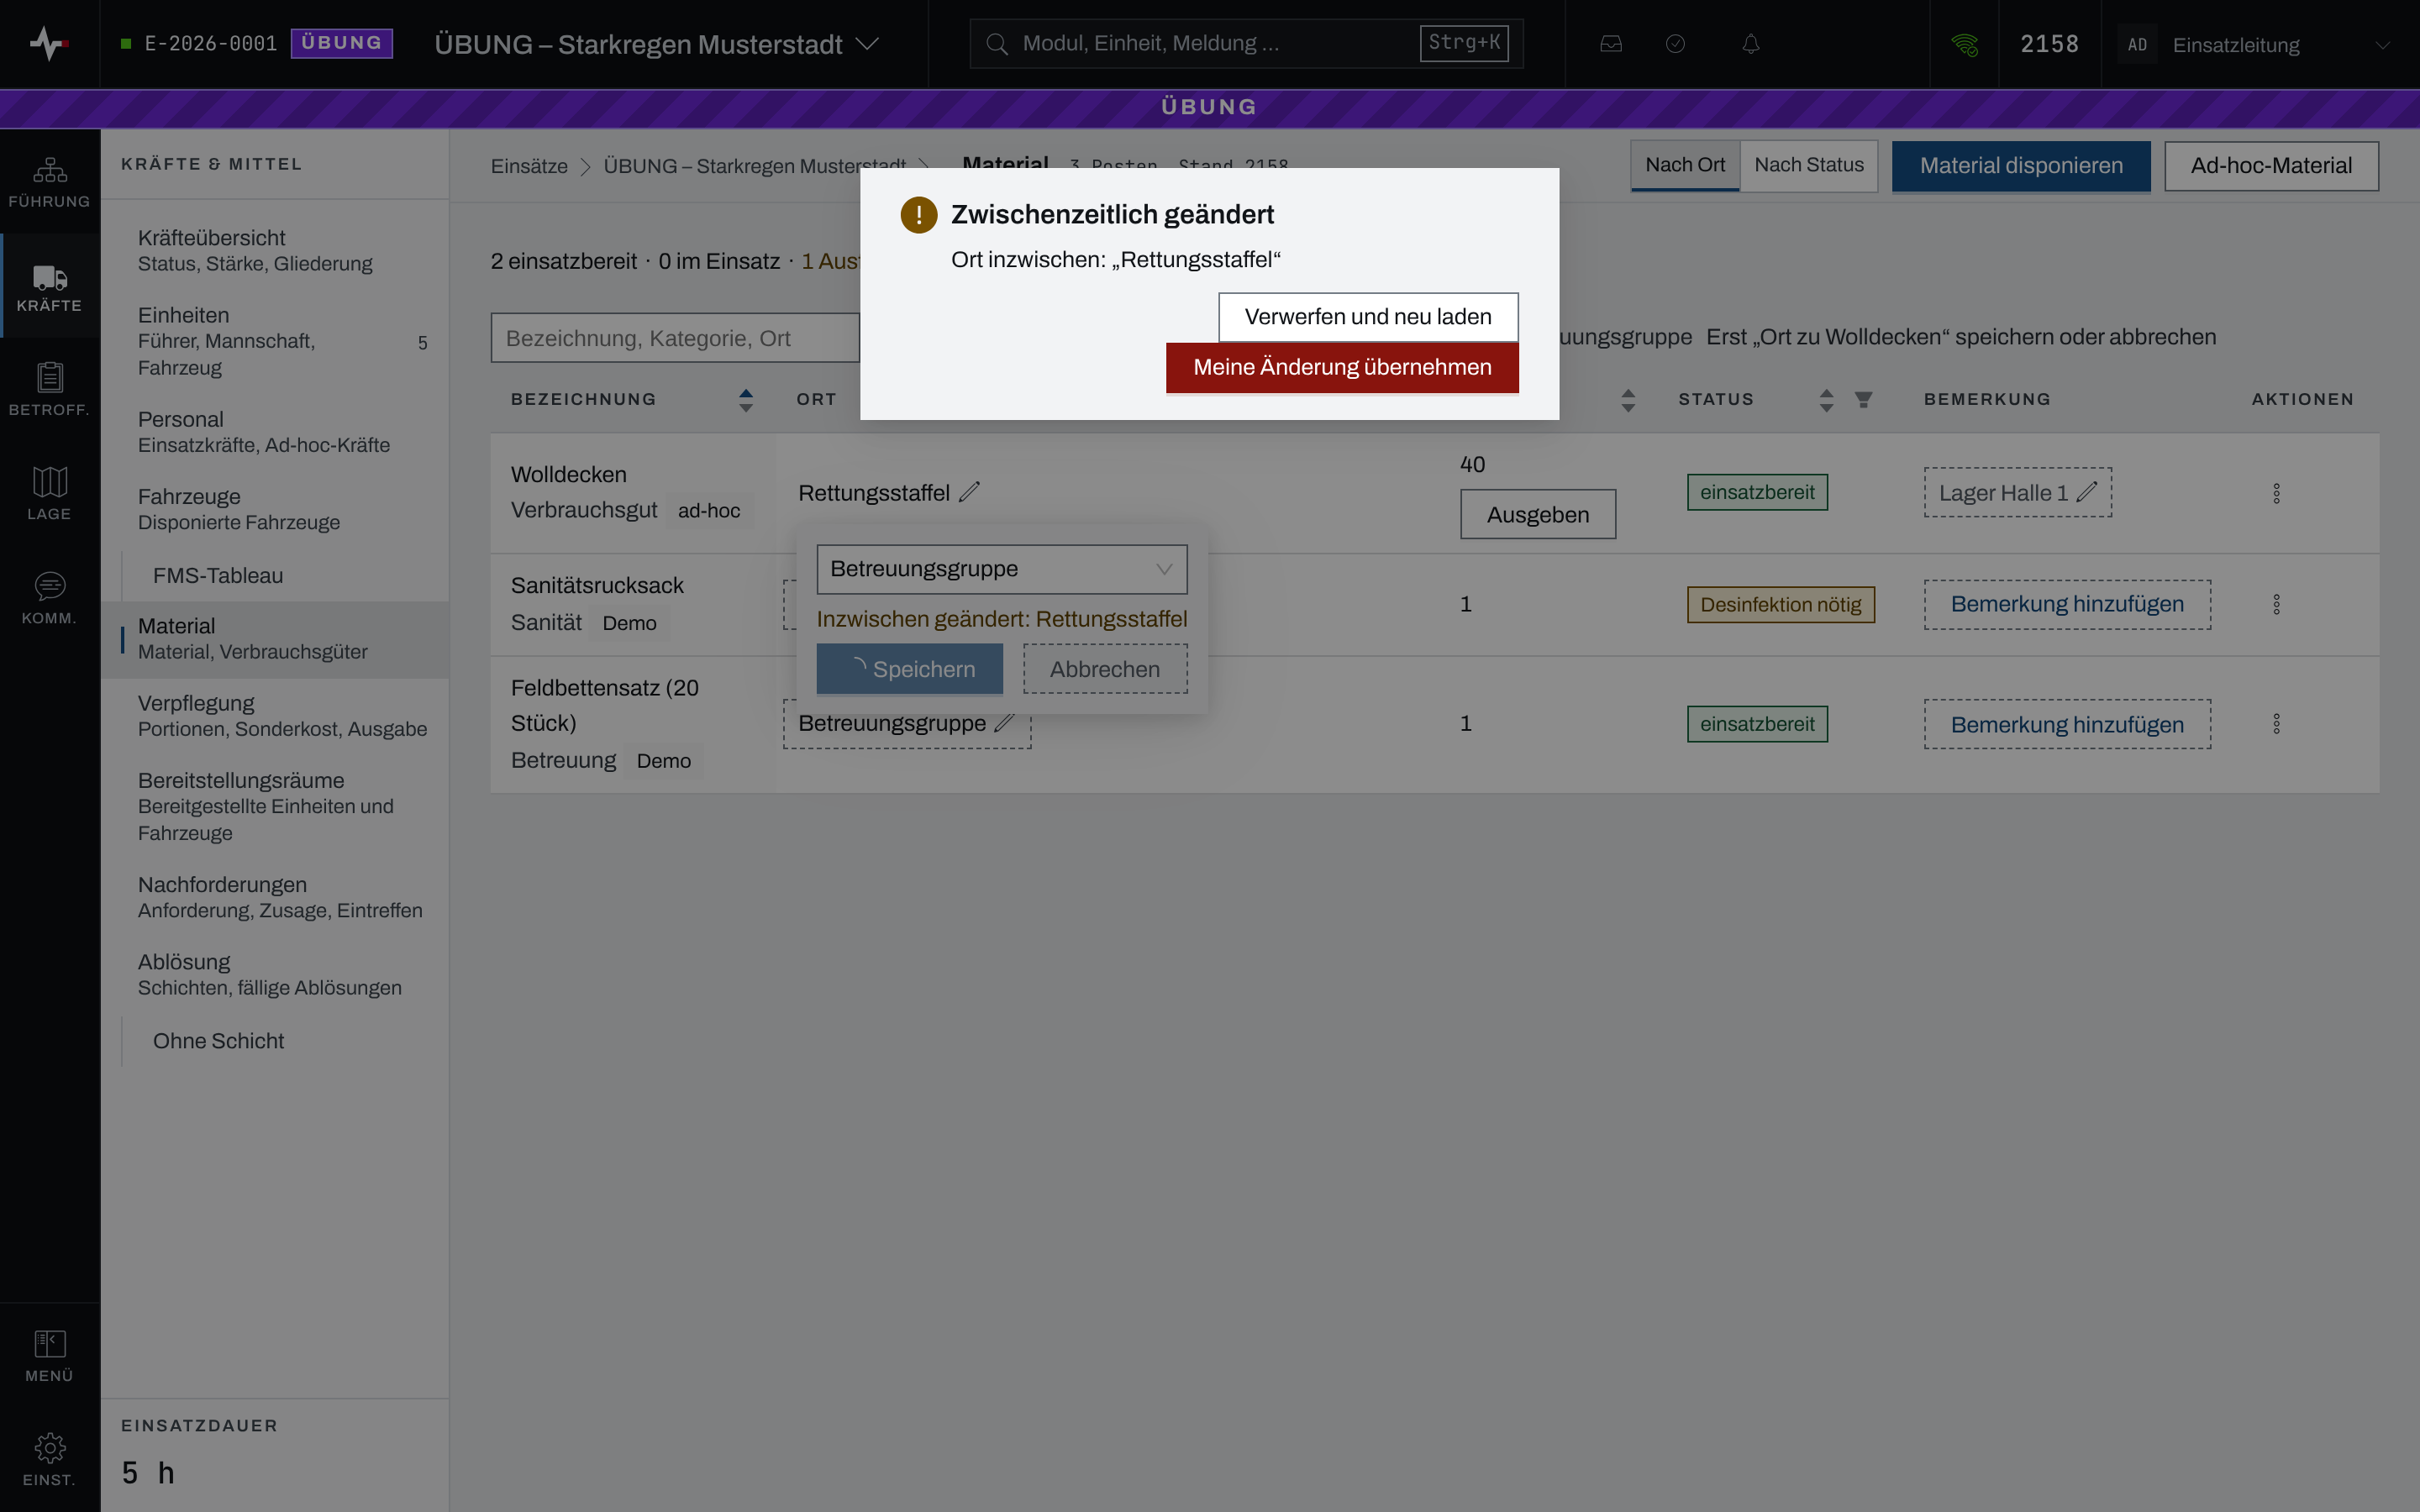 E-2026-0001 ÜBUNG ÜBUNG – Starkregen Musterstadt
Modul, Einheit, Meldung ... Strg+K
2158 AD Einsatzleitung
ÜBUNG
FÜHRUNG
KRÄFTE
BETROFF.
LAGE
KOMM.
MENÜ
EINST.
KRÄFTE & MITTEL
Kräfteübersicht
Status, Stärke, Gliederung
Einheiten
Führer, Mannschaft,
Fahrzeug
5
Personal
Einsatzkräfte, Ad-hoc-Kräfte
Fahrzeuge
Disponierte Fahrzeuge
FMS-Tableau
Material
Material, Verbrauchsgüter
Verpflegung
Portionen, Sonderkost, Ausgabe
Bereitstellungsräume
Bereitgestellte Einheiten und
Fahrzeuge
Nachforderungen
Anforderung, Zusage, Eintreffen
Ablösung
Schichten, fällige Ablösungen
Ohne Schicht
EINSATZDAUER
5 h
Einsätze ÜBUNG – Starkregen Musterstadt Material 3 Posten Stand 2158
Nach Ort Nach Status Material disponieren Ad-hoc-Material
2 einsatzbereit · 0 im Einsatz · 1 Aus
Bezeichnung, Kategorie, Ort
uungsgruppe Erst „Ort zu Wolldecken“ speichern oder abbrechen
Zwischenzeitlich geändert
Ort inzwischen: „Rettungsstaffel“
Verwerfen und neu laden
Meine Änderung übernehmen
BEZEICHNUNG ORT STATUS BEMERKUNG AKTIONEN
Wolldecken
Verbrauchsgut ad-hoc
Rettungsstaffel
40
Ausgeben
einsatzbereit
Lager Halle 1
Betreuungsgruppe
Inzwischen geändert: Rettungsstaffel
Speichern Abbrechen
Sanitätsrucksack
Sanität Demo
1
Desinfektion nötig
Bemerkung hinzufügen
Feldbettensatz (20
Stück)
Betreuung Demo
Betreuungsgruppe
1
einsatzbereit
Bemerkung hinzufügen